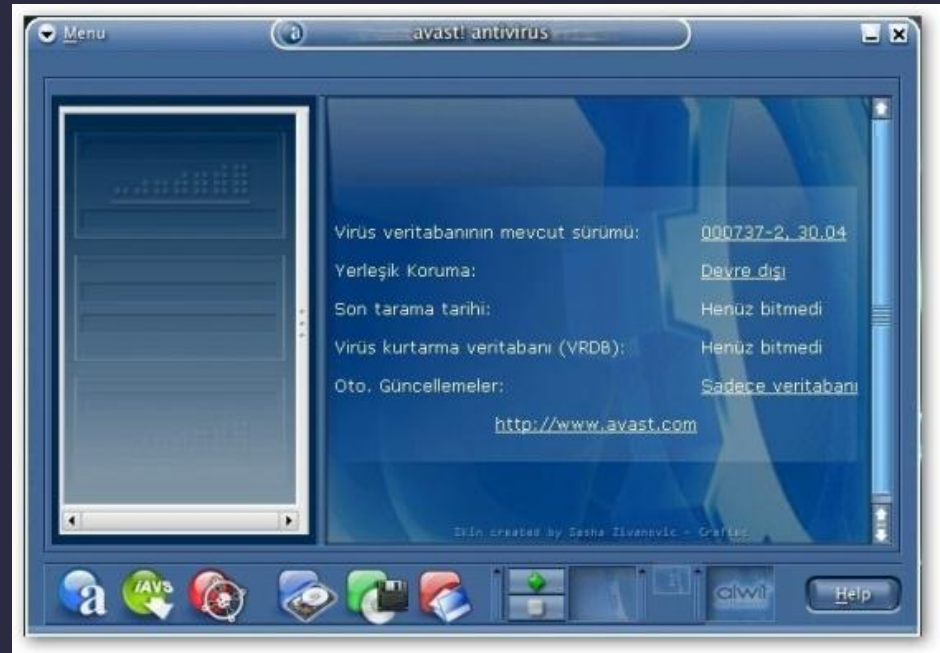 Menu
avast! antivirus
Virüs veritabanının mevcut sürümü: 000737-2, 30.04
Yerleşik Koruma: Devre dışı
Son tarama tarihi: Henüz bitmedi
Virüs kurtarma veritabanı (VRDB): Henüz bitmedi
Oto. Güncellemeler: Sadece veritabanı
http://www.avast.com
Skin created by Sasha Zivanovic -
a iAVS alwil Help